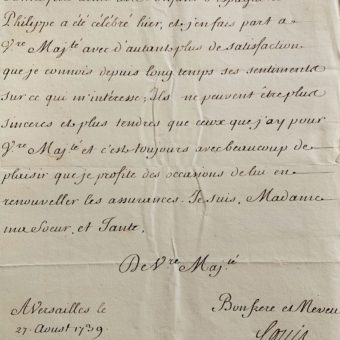 Philippe a été célébré hier, et j'en fais part a
Vre Majté avec d'autant plus de satisfaction
que je connois depuis long temps ses sentiments
sur ce qui m'intéresse; Ils ne peuvent être plus
sinceres et plus tendres que ceux que j'ay pour
Vre Majté et c'est toujours avec beaucoup de
plaisir que je profite des occasions de lui en
renouveller les assurances. Je suis, Madame
ma Soeur, et Tante,
De Vre Majté
AVersailles le
27. Aoust 1739.
Bon frere et Neveu
Louis